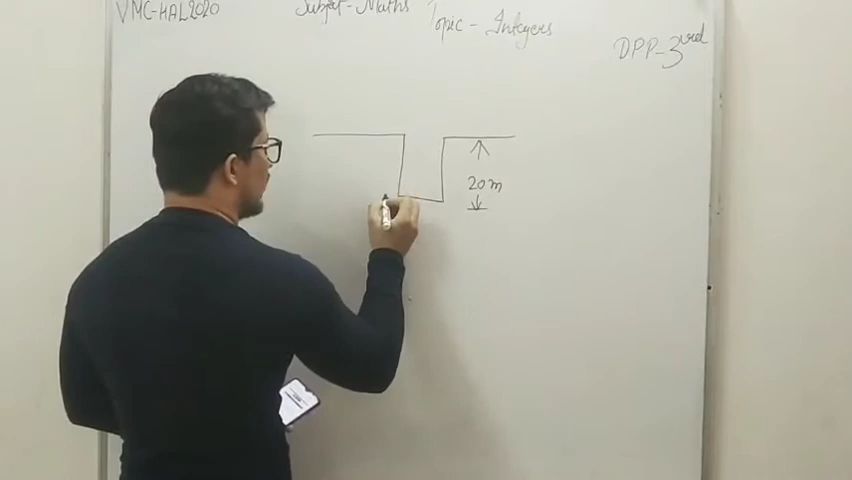 VMC-HAL2020
Subject-Maths
Topic - Integers
DPP-3rd
20m